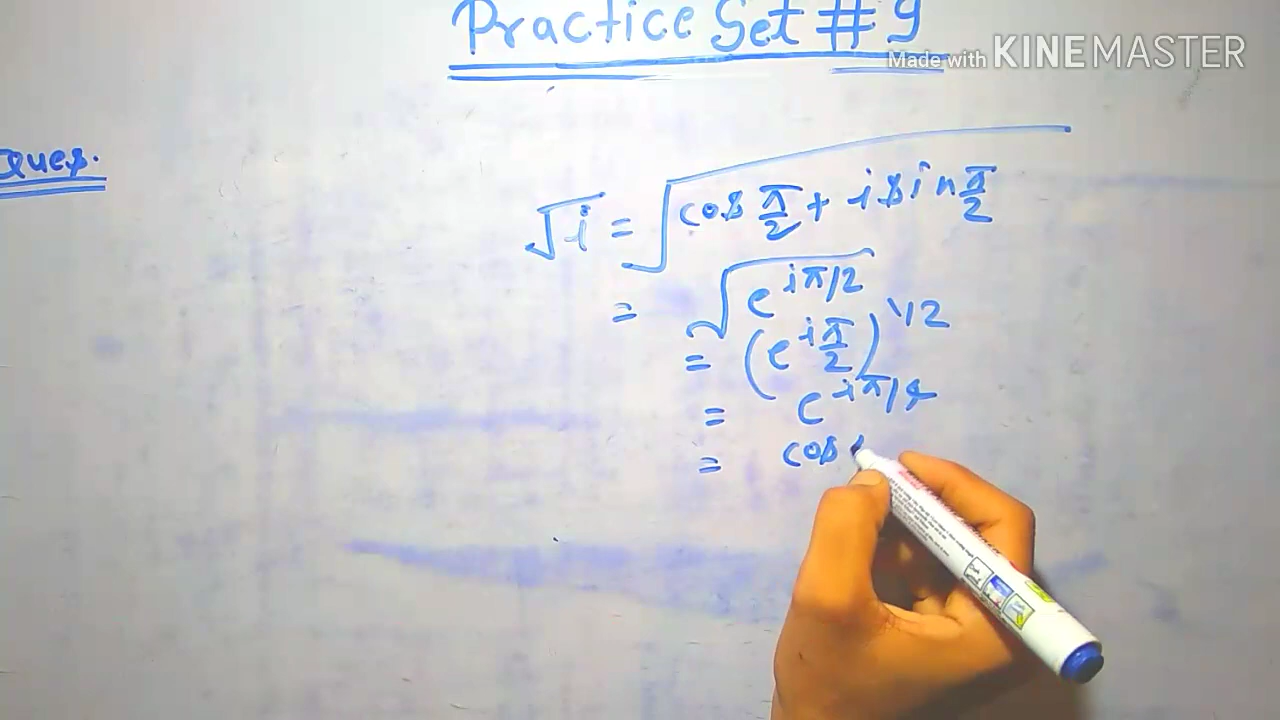 Practice Set # 9
Made with KINEMASTER
Ques.
√i = √cos π/2 + i sin π/2
= √e^iπ/2
= (e^i π/2)^1/2
= e^iπ/4
= cos